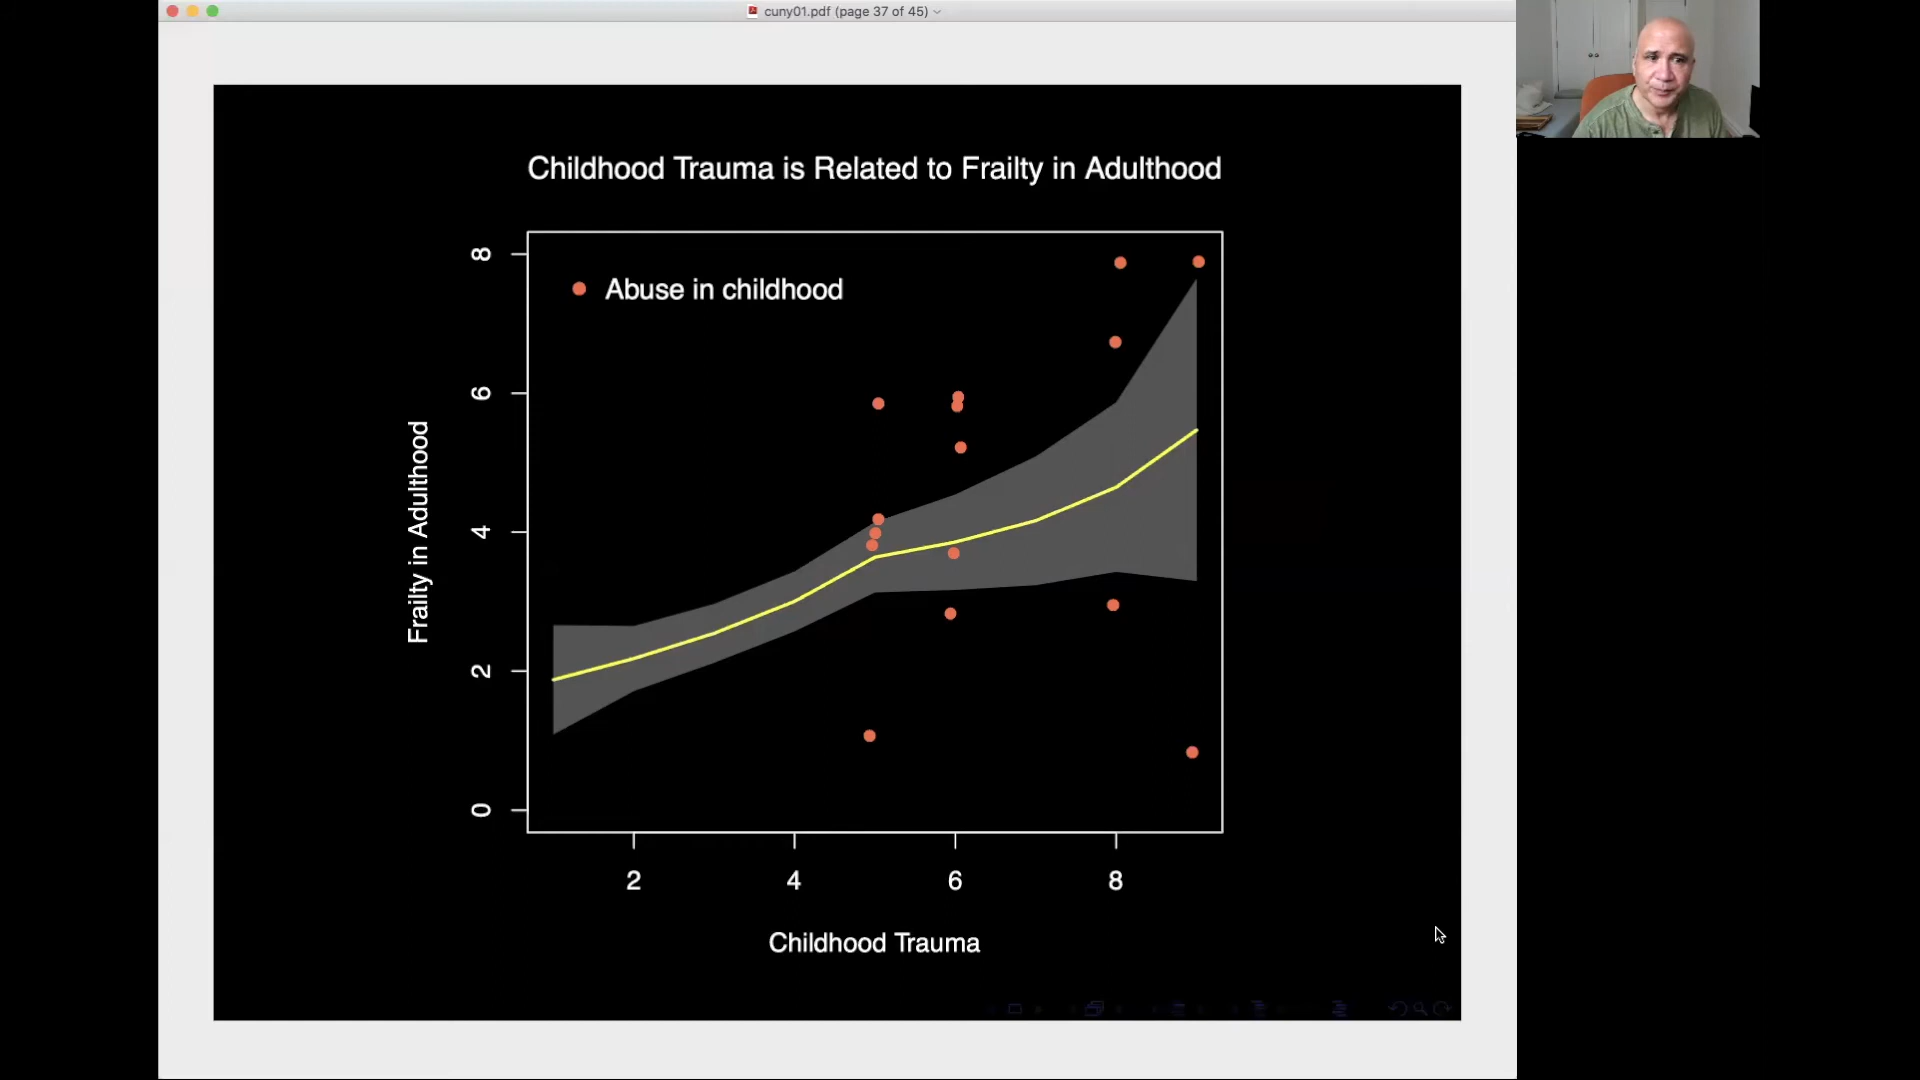 cuny01.pdf (page 37 of 45)
Childhood Trauma is Related to Frailty in Adulthood
Abuse in childhood
8
6
4
2
0
Frailty in Adulthood
2 4 6 8
Childhood Trauma